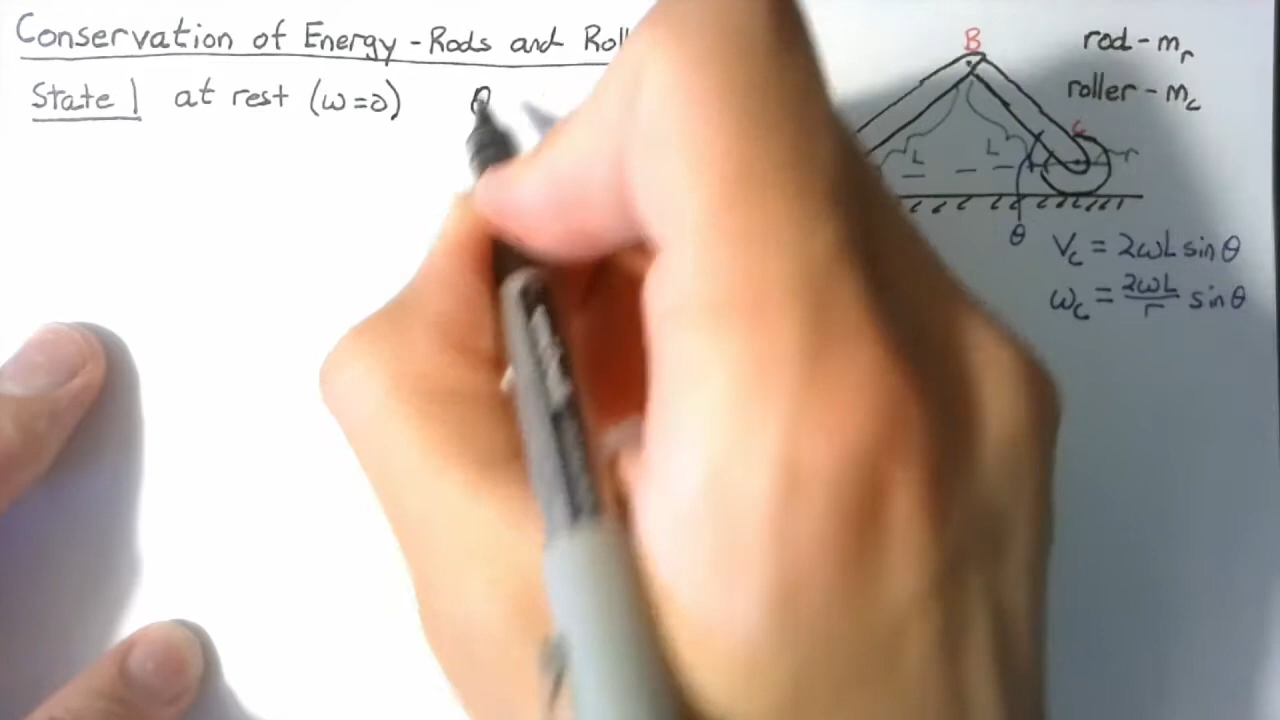 Conservation of Energy - Rods and
State 1 at rest (ω=0)
B
rod - m_r
roller - m_c
C
L L
r
θ
V_c = 2ωL sinθ
ω_c = 2ωL/r sinθ